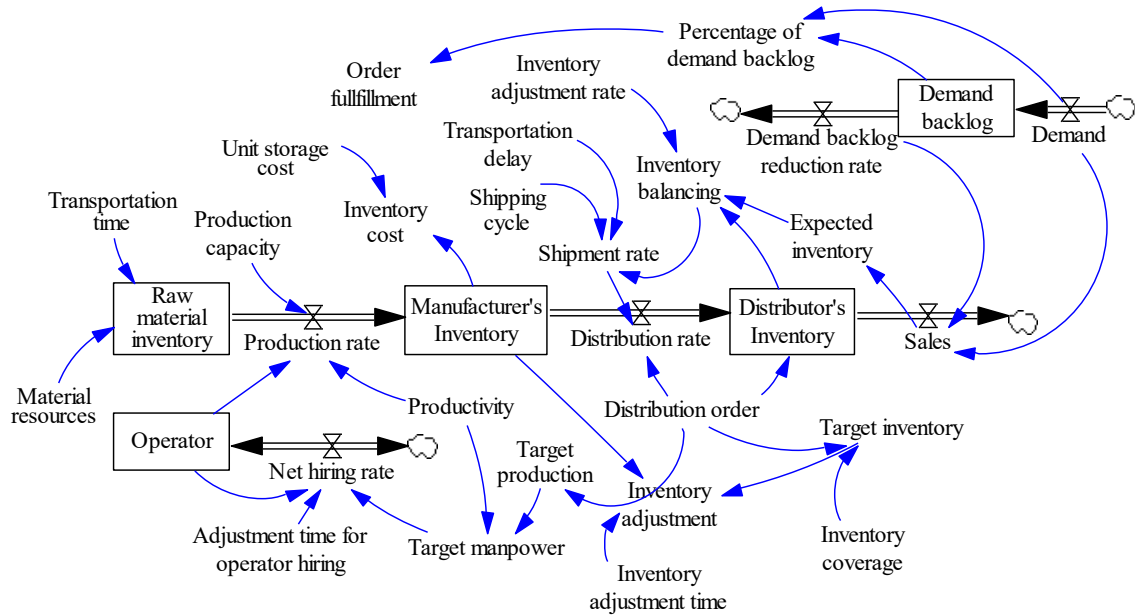 Percentage of
demand backlog
Order
fullfillment
Inventory
adjustment rate
Demand
backlog
Demand
Demand backlog
reduction rate
Transportation
delay
Unit storage
cost
Inventory
balancing
Shipping
cycle
Transportation
time
Production
capacity
Inventory
cost
Expected
inventory
Shipment rate
Raw
material
inventory
Manufacturer's
Inventory
Distributor's
Inventory
Production rate
Distribution rate
Sales
Material
resources
Productivity
Distribution order
Operator
Target inventory
Net hiring rate
Target
production
Inventory
adjustment
Adjustment time for
operator hiring
Target manpower
Inventory
coverage
Inventory
adjustment time